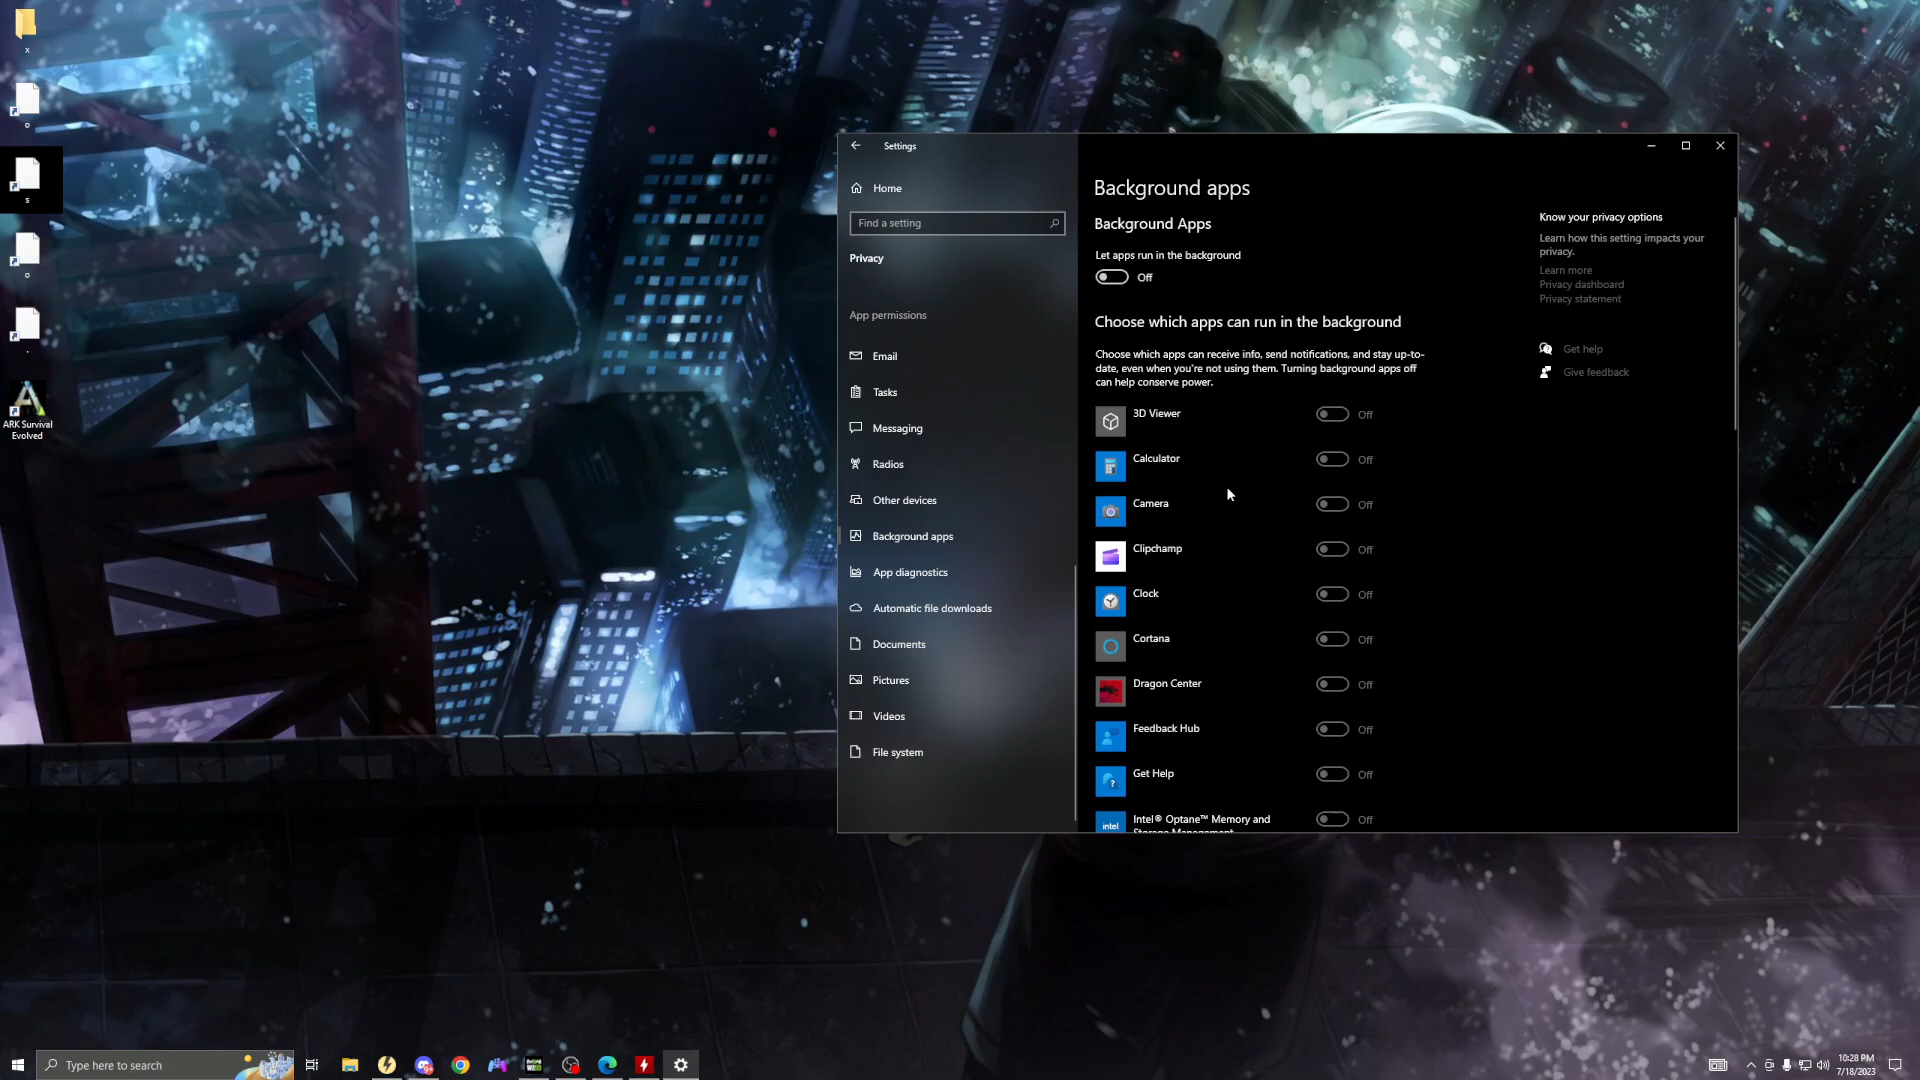 x
o
s
o
.
ARK Survival
Evolved
Settings
Home
Find a setting
Privacy
App permissions
Email
Tasks
Messaging
Radios
Other devices
Background apps
App diagnostics
Automatic file downloads
Documents
Pictures
Videos
File system
Background apps
Background Apps
Let apps run in the background
Off
Choose which apps can run in the background
Choose which apps can receive info, send notifications, and stay up-to-
date, even when you're not using them. Turning background apps off
can help conserve power.
3D Viewer Off
Calculator Off
Camera Off
Clipchamp Off
Clock Off
Cortana Off
Dragon Center Off
Feedback Hub Off
Get Help Off
intel Intel® Optane™ Memory and Off
Storage Management
Know your privacy options
Learn how this setting impacts your
privacy.
Learn more
Privacy dashboard
Privacy statement
Get help
Give feedback
Type here to search
10:28 PM
7/18/2023